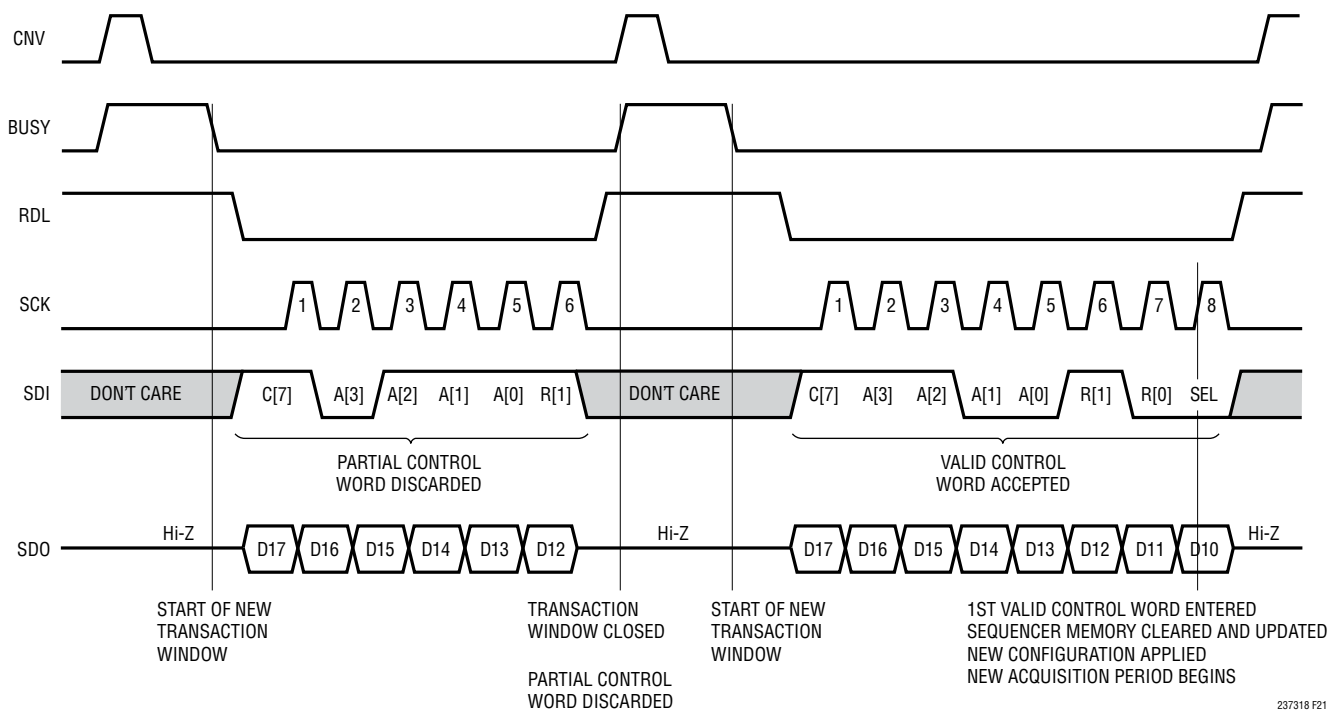 CNV
BUSY
RDL
SCK 1 2 3 4 5 6 1 2 3 4 5 6 7 8
SDI DON'T CARE C[7] A[3] A[2] A[1] A[0] R[1] DON'T CARE C[7] A[3] A[2] A[1] A[0] R[1] R[0] SEL
PARTIAL CONTROL
WORD DISCARDED
VALID CONTROL
WORD ACCEPTED
SDO Hi-Z D17 D16 D15 D14 D13 D12 Hi-Z D17 D16 D15 D14 D13 D12 D11 D10 Hi-Z
START OF NEW
TRANSACTION
WINDOW
TRANSACTION
WINDOW CLOSED
PARTIAL CONTROL
WORD DISCARDED
START OF NEW
TRANSACTION
WINDOW
1ST VALID CONTROL WORD ENTERED
SEQUENCER MEMORY CLEARED AND UPDATED
NEW CONFIGURATION APPLIED
NEW ACQUISITION PERIOD BEGINS
237318 F21